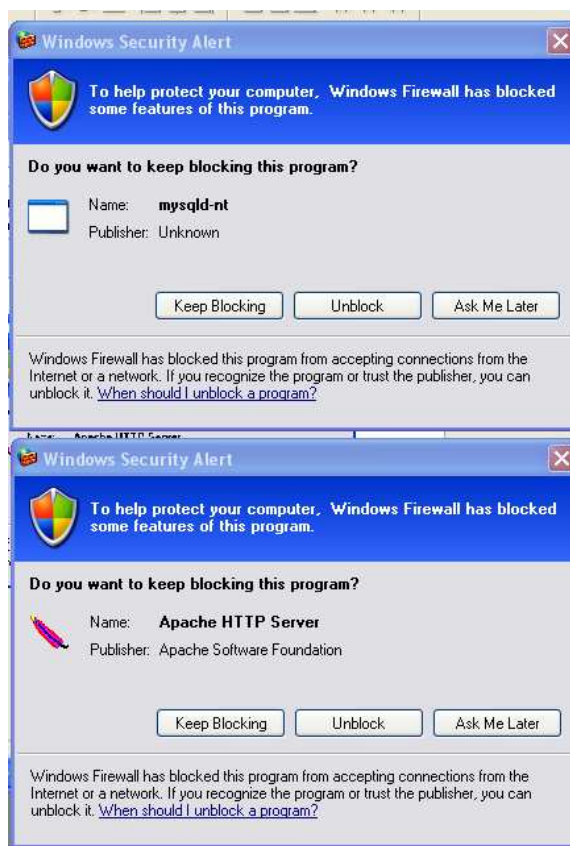 Windows Security Alert
To help protect your computer, Windows Firewall has blocked
some features of this program.
Do you want to keep blocking this program?
Name: mysqld-nt
Publisher: Unknown
Keep Blocking Unblock Ask Me Later
Windows Firewall has blocked this program from accepting connections from the
Internet or a network. If you recognize the program or trust the publisher, you can
unblock it. When should I unblock a program?
Name: Apache HTTP Server
Windows Security Alert
To help protect your computer, Windows Firewall has blocked
some features of this program.
Do you want to keep blocking this program?
Name: Apache HTTP Server
Publisher: Apache Software Foundation
Keep Blocking Unblock Ask Me Later
Windows Firewall has blocked this program from accepting connections from the
Internet or a network. If you recognize the program or trust the publisher, you can
unblock it. When should I unblock a program?